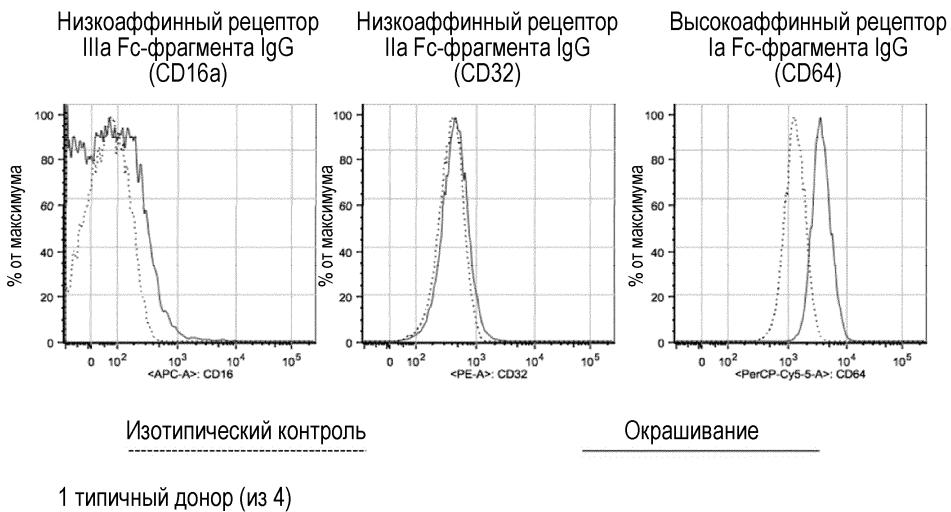 Низкоаффинный рецептор
IIIa Fc-фрагмента IgG
(CD16a)
Низкоаффинный рецептор
IIa Fc-фрагмента IgG
(CD32)
Высокоаффинный рецептор
Ia Fc-фрагмента IgG
(CD64)
% от максимума
100
80
60
40
20
0
0 10² 10³ 10⁴ 10⁵
<APC-A>: CD16
% от максимума
100
80
60
40
20
0
0 10² 10³ 10⁴ 10⁵
<PE-A>: CD32
% от максимума
100
80
60
40
20
0
0 10² 10³ 10⁴ 10⁵
<PerCP-Cy5-5-A>: CD64
Изотипический контроль
Окрашивание
1 типичный донор (из 4)